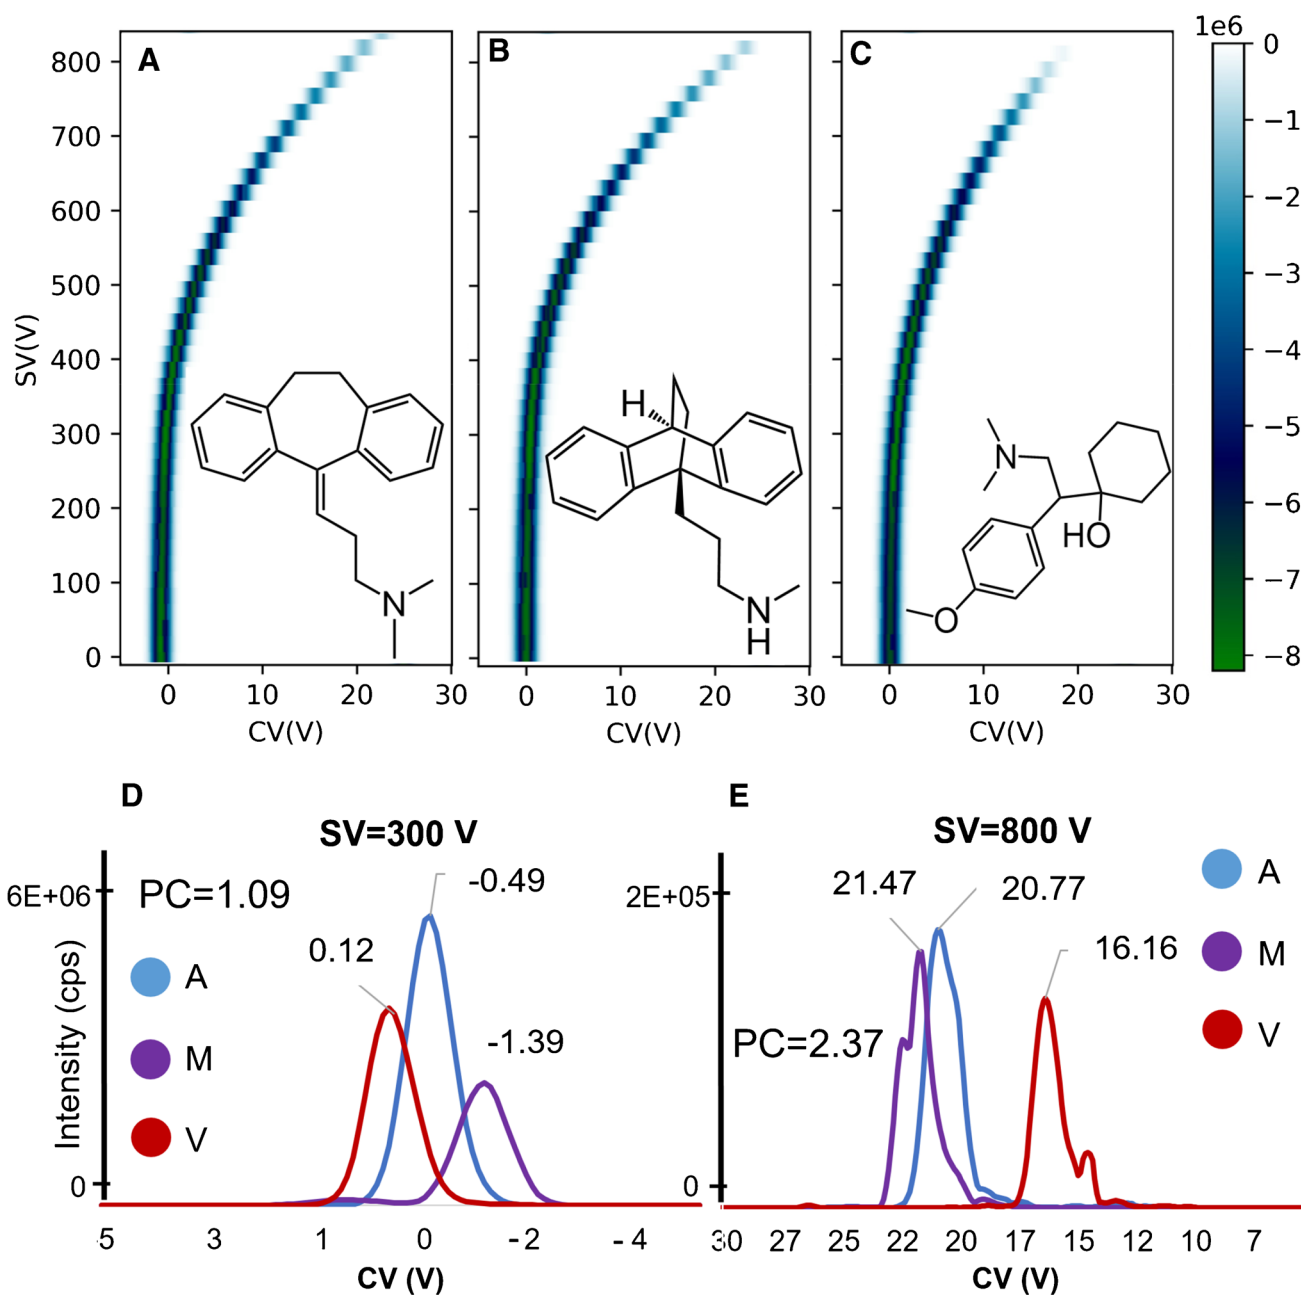 1e6
A
B
C
800
700
600
500
400
300
200
100
0
SV(V)
0
−1
−2
−3
−4
−5
−6
−7
−8
H
N
N
H
N
HO
O
0 10 20 30
0 10 20 30
0 10 20 30
CV(V)
CV(V)
CV(V)
D
SV=300 V
6E+06
PC=1.09
-0.49
0.12
-1.39
A
M
V
Intensity (cps)
0
5 3 1 0 -2 - 4
CV (V)
E
SV=800 V
2E+05
21.47
20.77
16.16
PC=2.37
A
M
V
0
30 27 25 22 20 17 15 12 10 7
CV (V)